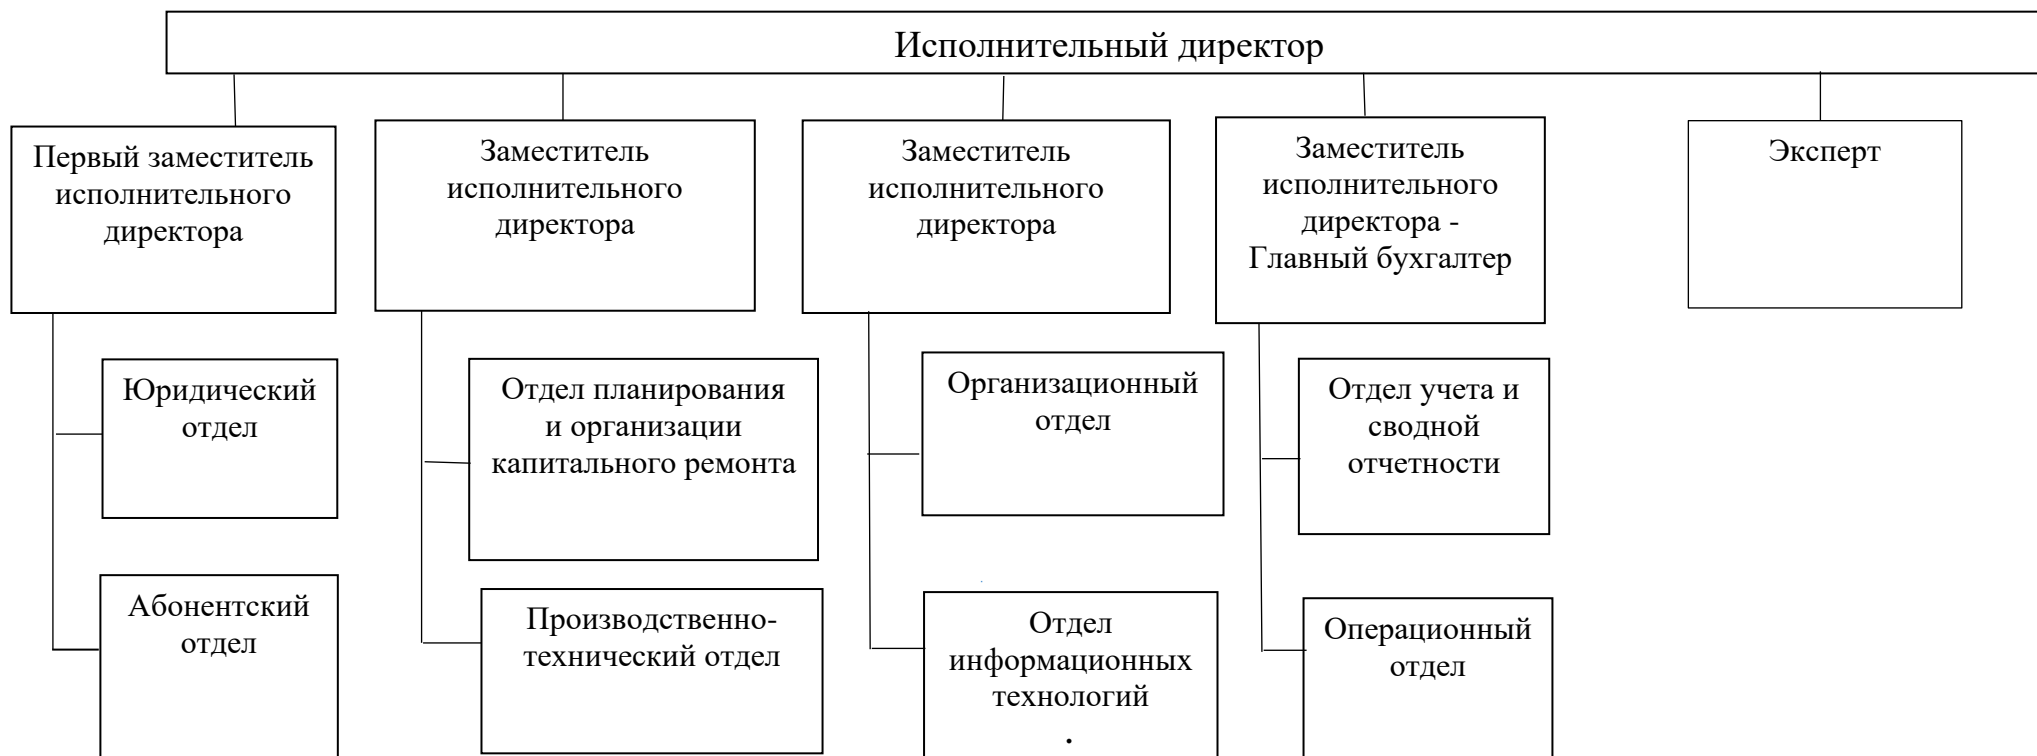 Исполнительный директор
Первый заместитель
исполнительного
директора
Заместитель
исполнительного
директора
Заместитель
исполнительного
директора
Заместитель
исполнительного
директора -
Главный бухгалтер
Эксперт
Юридический
отдел
Отдел планирования
и организации
капитального ремонта
Организационный
отдел
Отдел учета и
сводной
отчетности
Абонентский
отдел
Производственно-
технический отдел
Отдел
информационных
технологий
.
Операционный
отдел